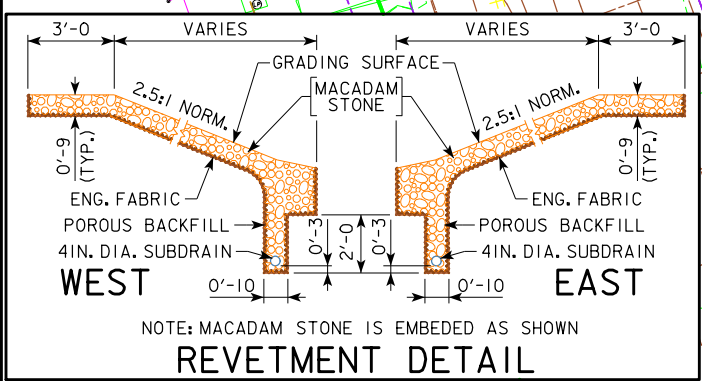 3'-0 VARIES VARIES 3'-0
GRADING SURFACE
MACADAM
STONE
2.5:1 NORM. 2.5:1 NORM.
0'-9
(TYP.)
0'-9
(TYP.)
ENG. FABRIC ENG. FABRIC
POROUS BACKFILL POROUS BACKFILL
4IN. DIA. SUBDRAIN 4IN. DIA. SUBDRAIN
0'-3 2'-0 0'-3
WEST EAST
0'-10 0'-10
NOTE: MACADAM STONE IS EMBEDED AS SHOWN
REVETMENT DETAIL